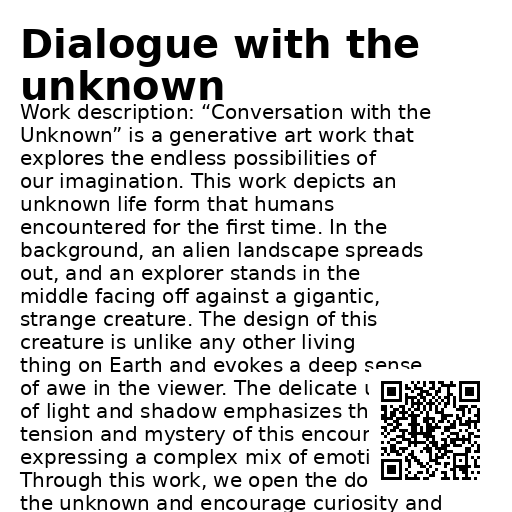 Dialogue with the
unknown
Work description: “Conversation with the
Unknown” is a generative art work that
explores the endless possibilities of
our imagination. This work depicts an
unknown life form that humans
encountered for the first time. In the
background, an alien landscape spreads
out, and an explorer stands in the
middle facing off against a gigantic,
strange creature. The design of this
creature is unlike any other living
thing on Earth and evokes a deep sense
of awe in the viewer. The delicate
of light and shadow emphasizes
tension and mystery of this
expressing a complex mix of
Through this work, we open the
the unknown and encourage curiosity and